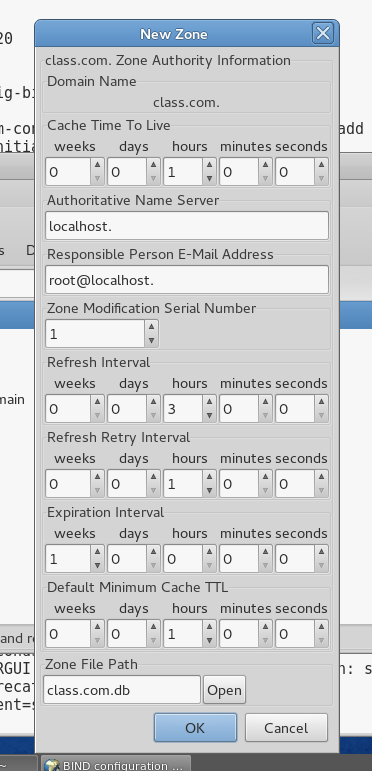 20
New Zone
class.com. Zone Authority Information
Domain Name
class.com.
Cache Time To Live
weeks days hours minutes seconds
0 0 1 0 0
Authoritative Name Server
localhost.
Responsible Person E-Mail Address
root@localhost.
Zone Modification Serial Number
1
Refresh Interval
weeks days hours minutes seconds
0 0 3 0 0
Refresh Retry Interval
weeks days hours minutes seconds
0 0 1 0 0
Expiration Interval
weeks days hours minutes seconds
1 0 0 0 0
Default Minimum Cache TTL
weeks days hours minutes seconds
0 0 1 0 0
Zone File Path
class.com.db Open
OK Cancel
add
and
BIND configuration ...